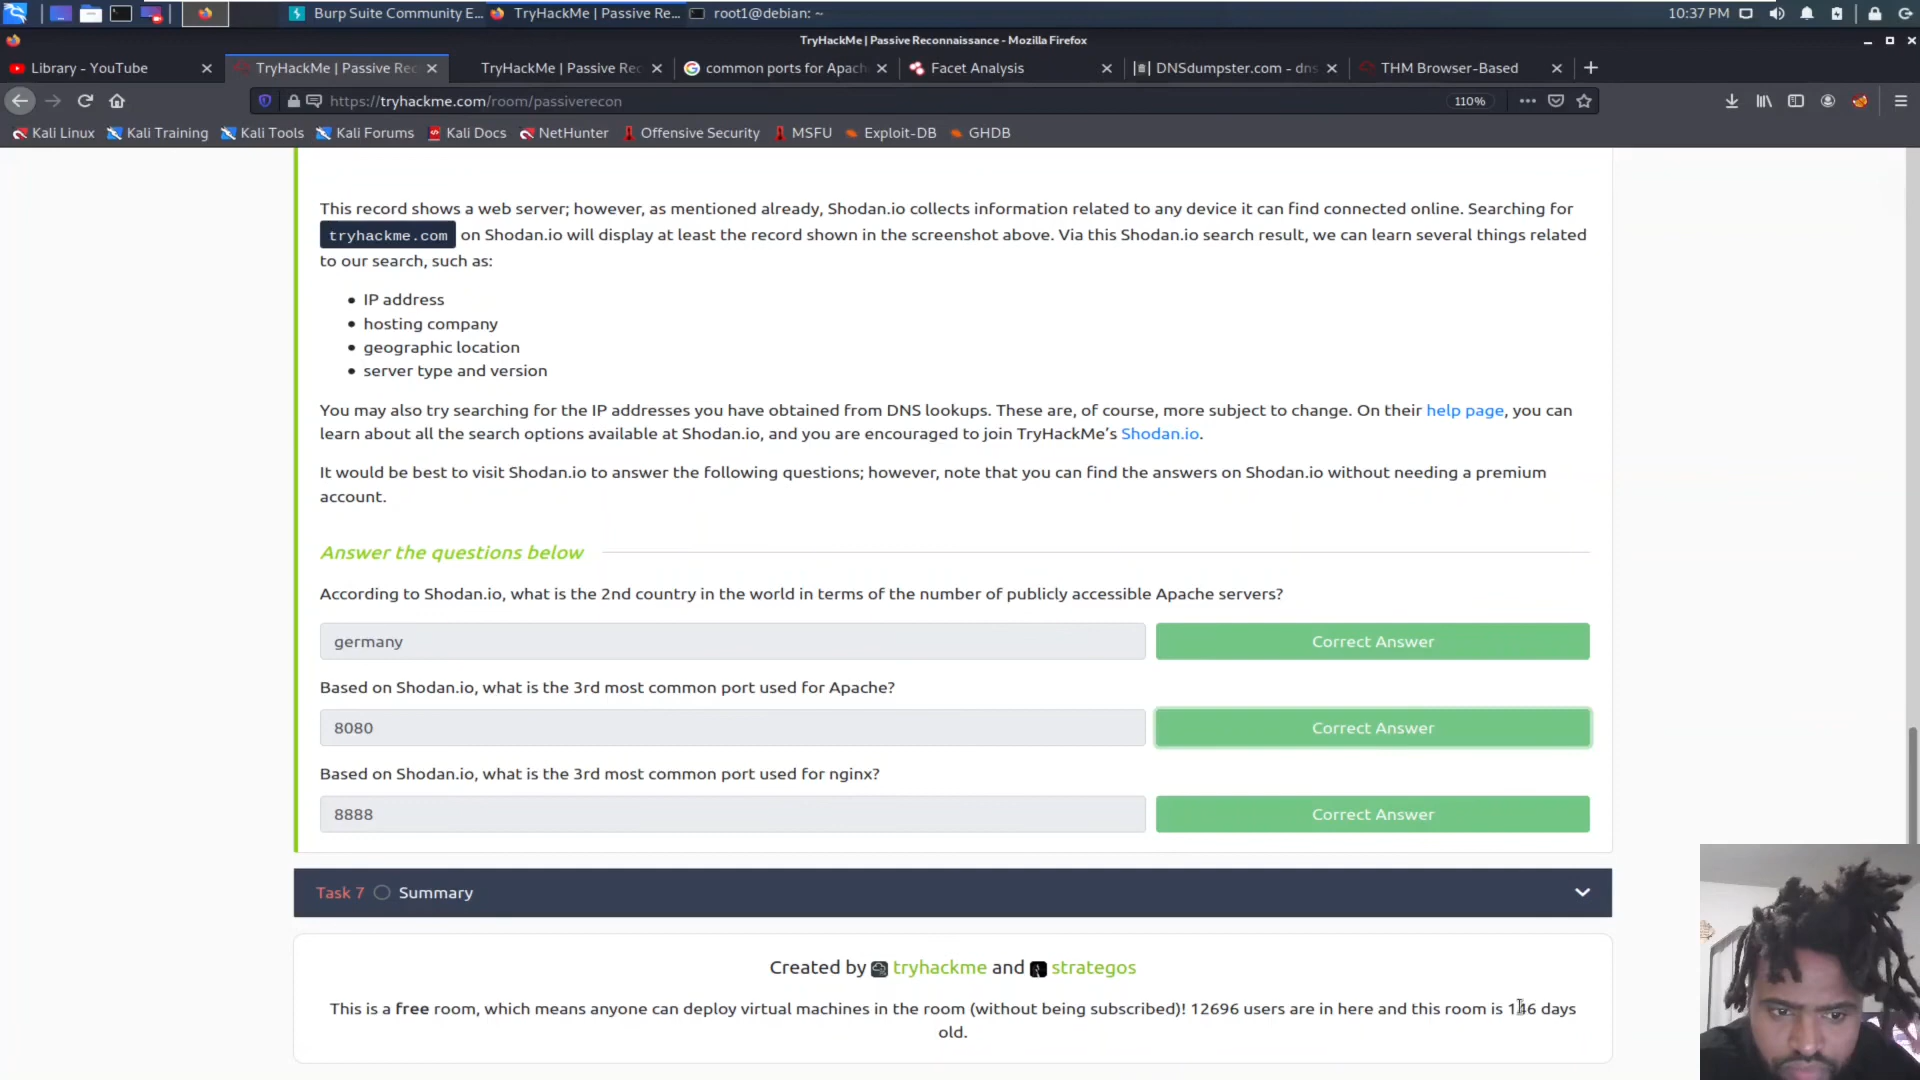 Burp Suite Community E...
TryHackMe | Passive Re...
root1@debian: ~
10:37 PM
TryHackMe | Passive Reconnaissance - Mozilla Firefox
Library - YouTube
TryHackMe | Passive Rec
TryHackMe | Passive Rec
common ports for Apach
Facet Analysis
DNSdumpster.com - dns
THM Browser-Based
https://tryhackme.com/room/passiverecon
110%
Kali Linux
Kali Training
Kali Tools
Kali Forums
Kali Docs
NetHunter
Offensive Security
MSFU
Exploit-DB
GHDB
This record shows a web server; however, as mentioned already, Shodan.io collects information related to any device it can find connected online. Searching for
tryhackme.com on Shodan.io will display at least the record shown in the screenshot above. Via this Shodan.io search result, we can learn several things related
to our search, such as:
• IP address
• hosting company
• geographic location
• server type and version
You may also try searching for the IP addresses you have obtained from DNS lookups. These are, of course, more subject to change. On their help page, you can
learn about all the search options available at Shodan.io, and you are encouraged to join TryHackMe’s Shodan.io.
It would be best to visit Shodan.io to answer the following questions; however, note that you can find the answers on Shodan.io without needing a premium
account.
Answer the questions below
According to Shodan.io, what is the 2nd country in the world in terms of the number of publicly accessible Apache servers?
germany
Correct Answer
Based on Shodan.io, what is the 3rd most common port used for Apache?
8080
Correct Answer
Based on Shodan.io, what is the 3rd most common port used for nginx?
8888
Correct Answer
Task 7 Summary
Created by tryhackme and strategos
This is a free room, which means anyone can deploy virtual machines in the room (without being subscribed)! 12696 users are in here and this room is 146 days
old.